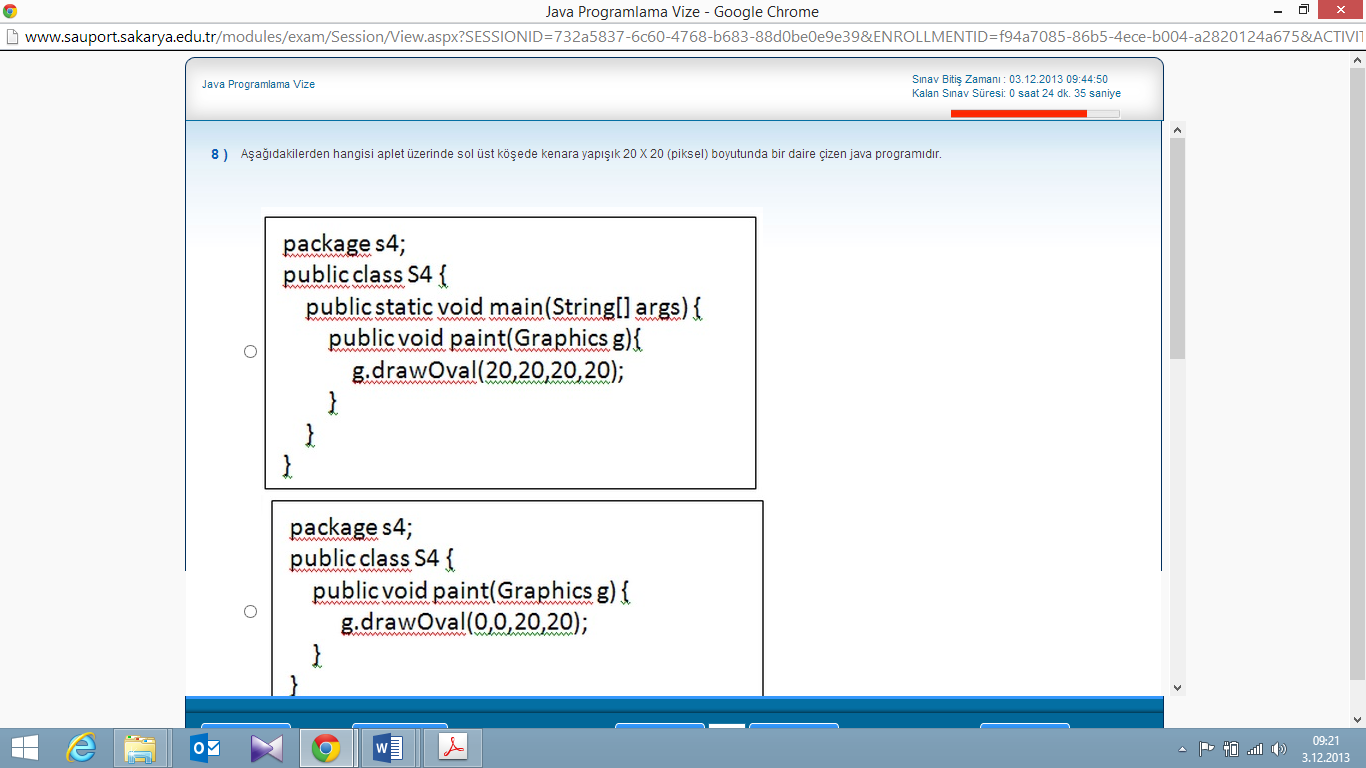 Java Programlama Vize - Google Chrome
www.sauport.sakarya.edu.tr/modules/exam/Session/View.aspx?SESSIONID=732a5837-6c60-4768-b683-88d0be0e9e39&ENROLLMENTID=f94a7085-86b5-4ece-b004-a2820124a675&ACTIVIT
Java Programlama Vize
Sınav Bitiş Zamanı : 03.12.2013 09:44:50
Kalan Sınav Süresi: 0 saat 24 dk. 35 saniye
8 ) Aşağıdakilerden hangisi aplet üzerinde sol üst köşede kenara yapışık 20 X 20 (piksel) boyutunda bir daire çizen java programıdır.
package s4;
public class S4 {
public static void main(String[] args) {
public void paint(Graphics g){
g.drawOval(20,20,20,20);
}
}
}
package s4;
public class S4 {
public void paint(Graphics g) {
g.drawOval(0,0,20,20);
}
}
09:21
3.12.2013